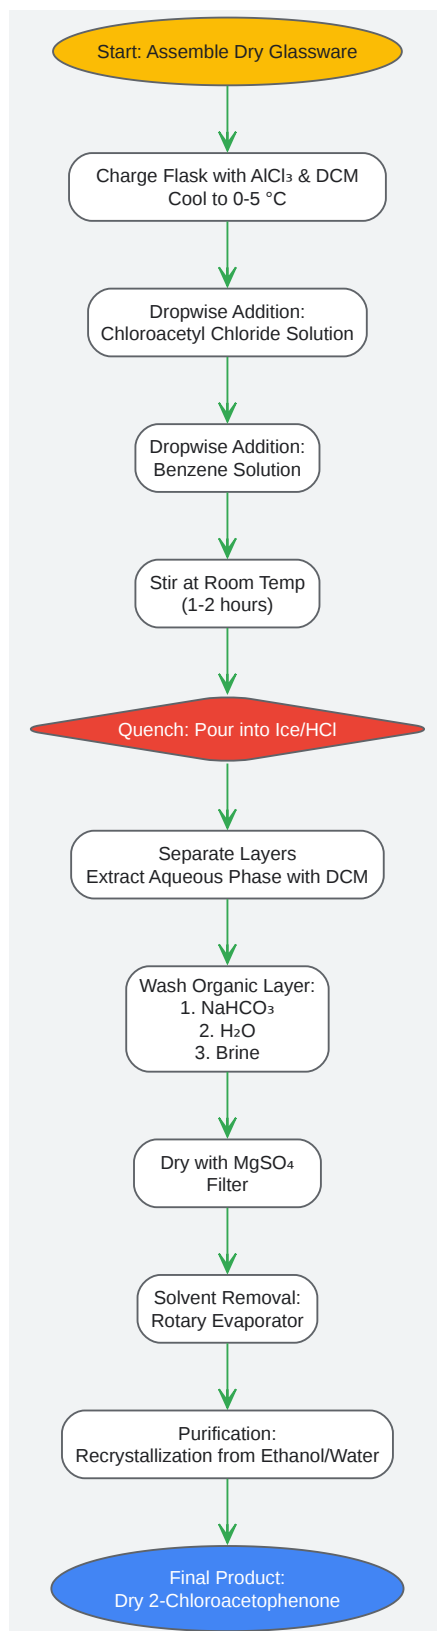 Start: Assemble Dry Glassware
Charge Flask with AlCl₃ & DCM
Cool to 0-5 °C
Dropwise Addition:
Chloroacetyl Chloride Solution
Dropwise Addition:
Benzene Solution
Stir at Room Temp
(1-2 hours)
Quench: Pour into Ice/HCl
Separate Layers
Extract Aqueous Phase with DCM
Wash Organic Layer:
1. NaHCO₃
2. H₂O
3. Brine
Dry with MgSO₄
Filter
Solvent Removal:
Rotary Evaporator
Purification:
Recrystallization from Ethanol/Water
Final Product:
Dry 2-Chloroacetophenone